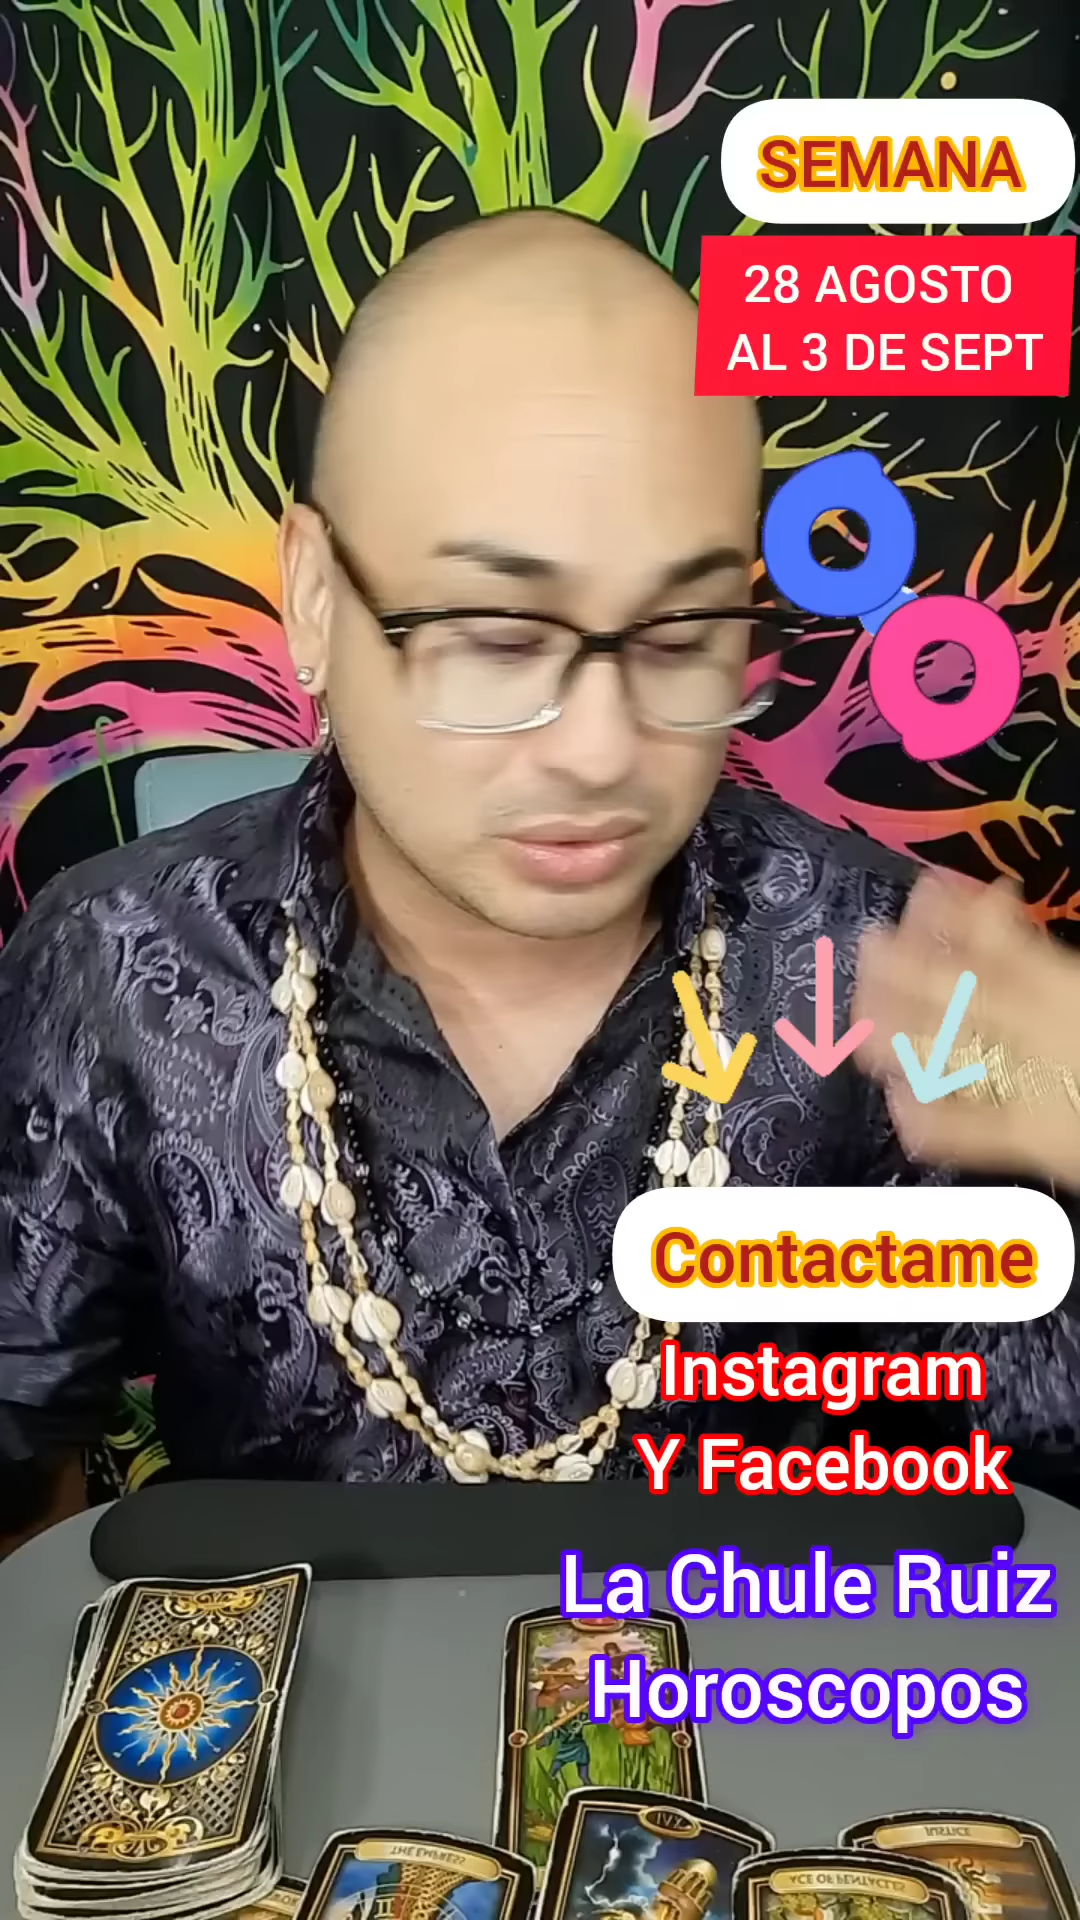 SEMANA
28 AGOSTO
AL 3 DE SEPT
Contactame
Instagram
Y Facebook
La Chule Ruiz
Horoscopos
THE EMPRESS
XVI
ACE OF PENTACLES
JUSTICE